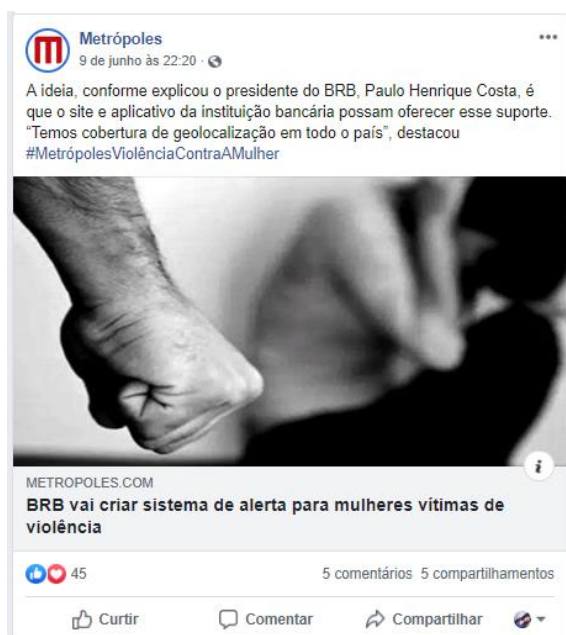 Metrópoles
9 de junho às 22:20 ·
A ideia, conforme explicou o presidente do BRB, Paulo Henrique Costa, é
que o site e aplicativo da instituição bancária possam oferecer esse suporte.
“Temos cobertura de geolocalização em todo o país”, destacou
#MetrópolesViolênciaContraAMulher
i
METROPOLES.COM
BRB vai criar sistema de alerta para mulheres vítimas de
violência
45 5 comentários 5 compartilhamentos
Curtir Comentar Compartilhar